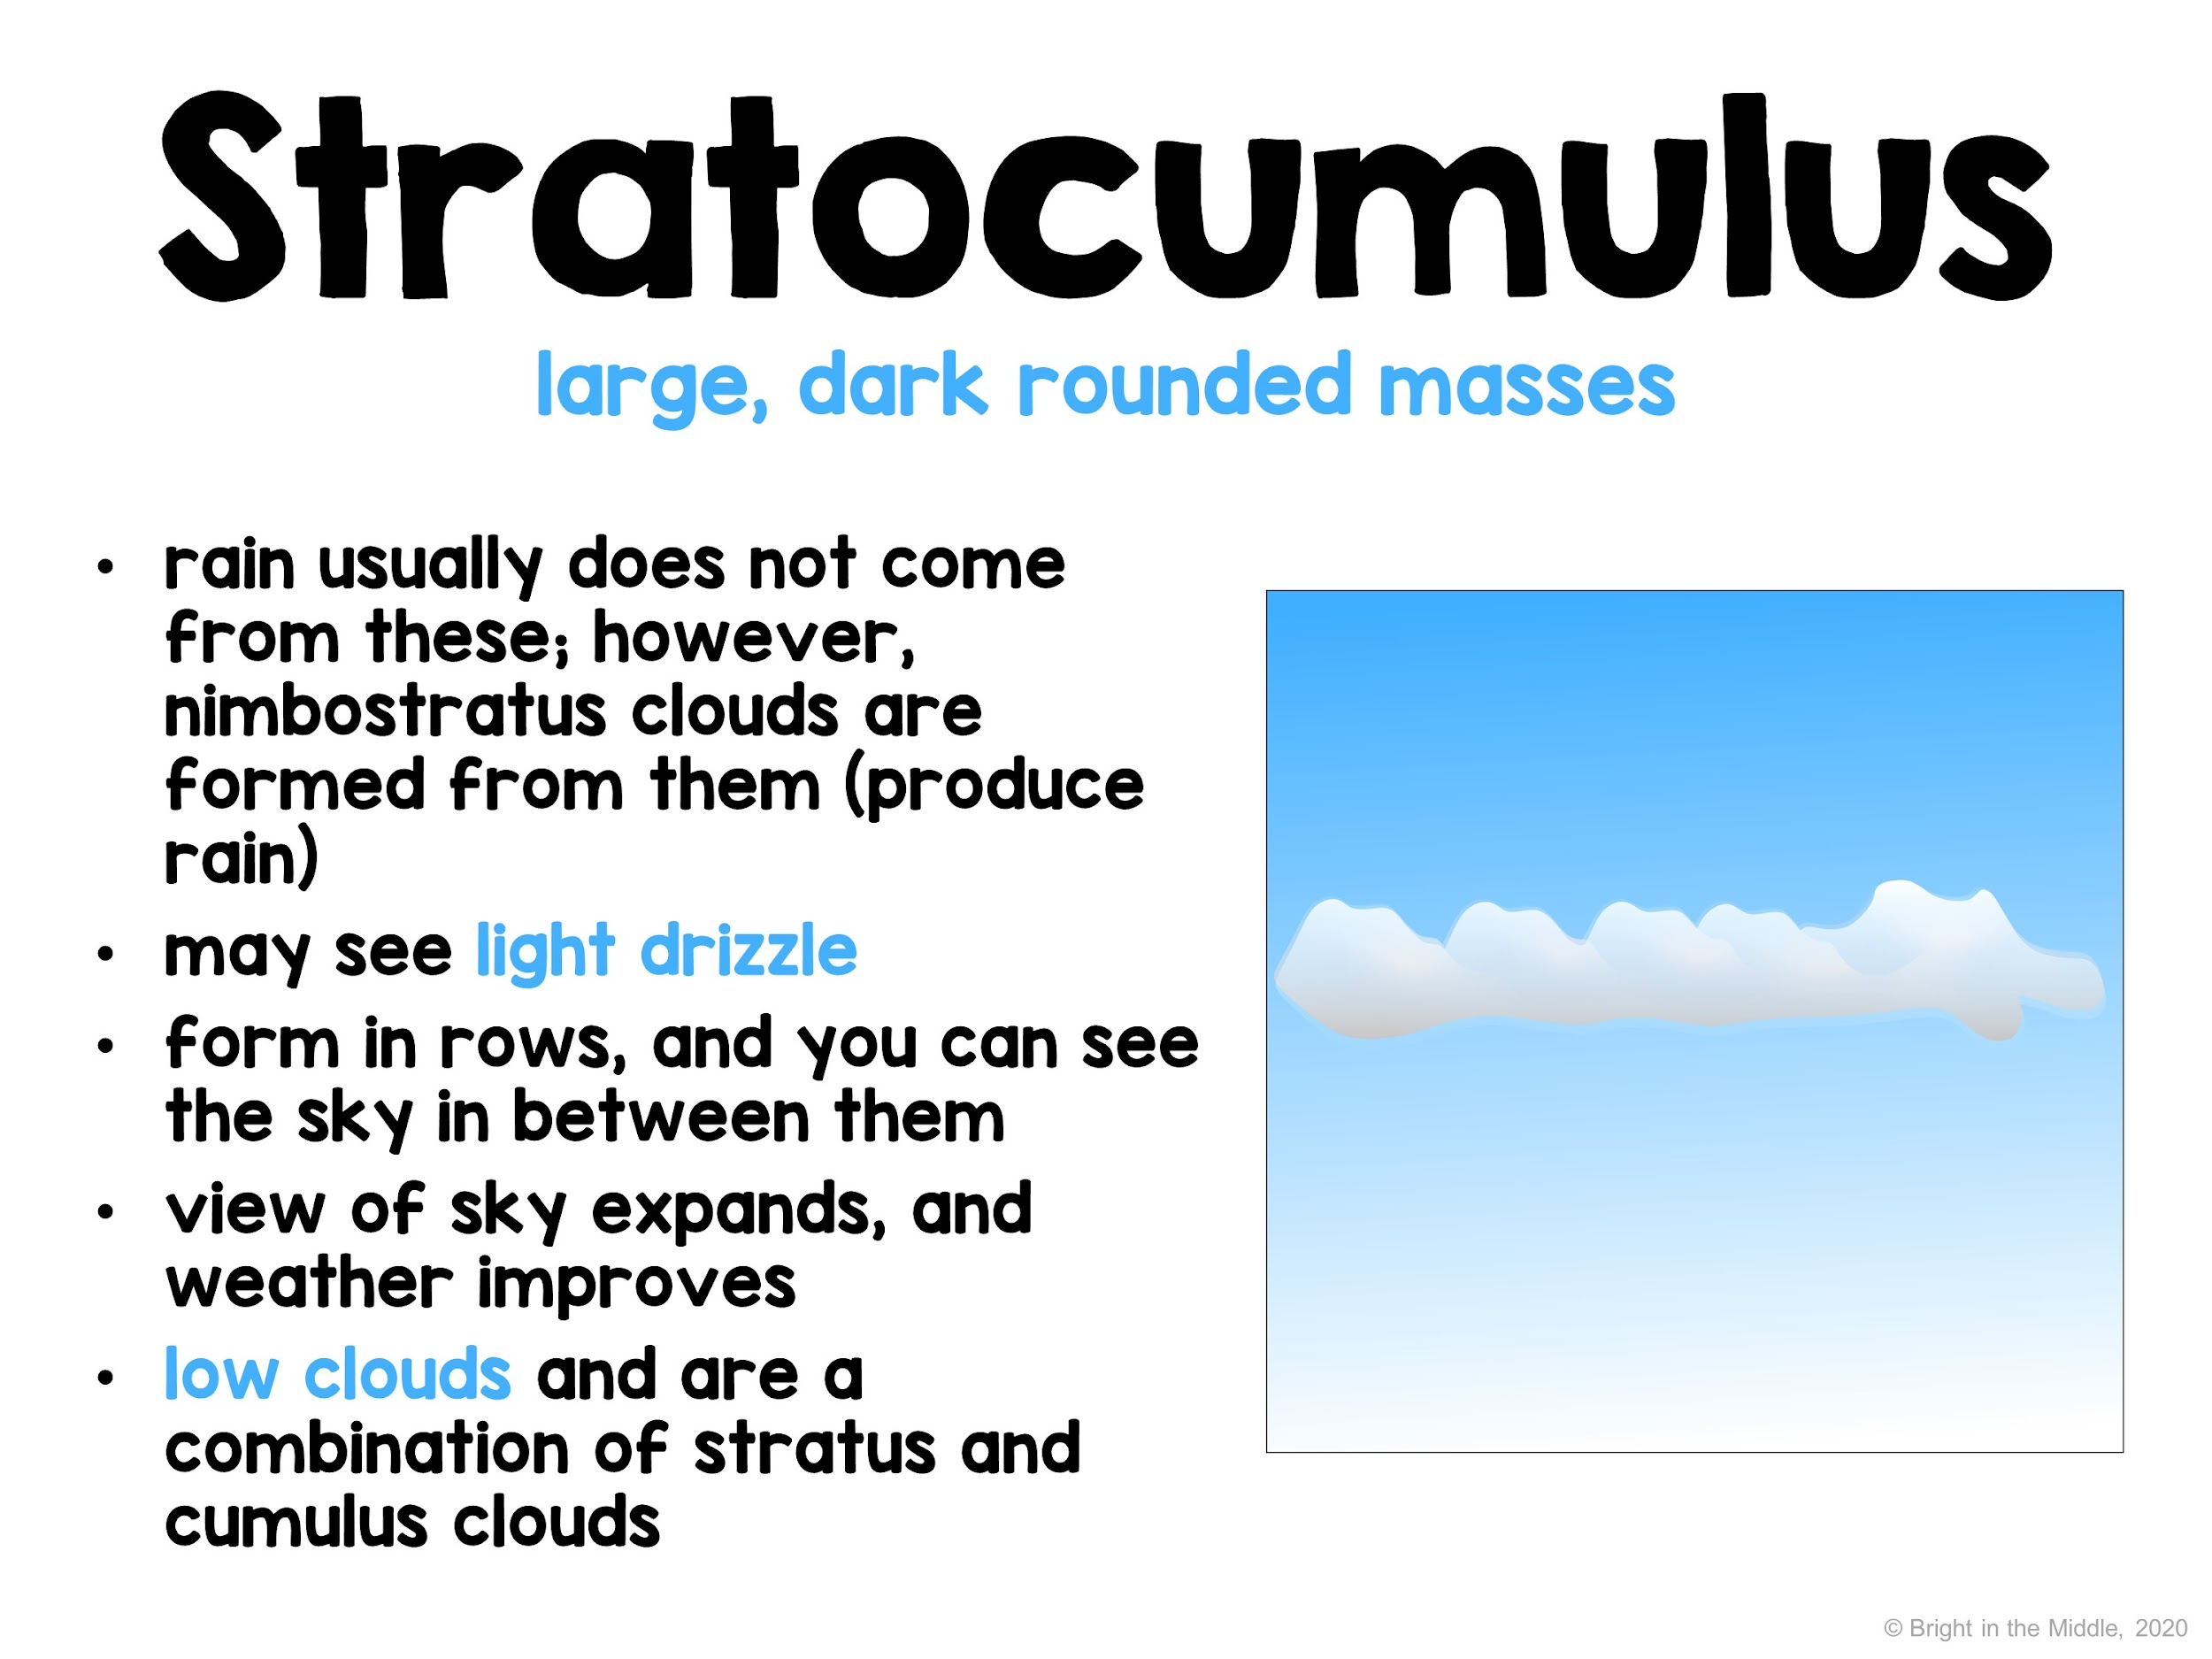 Stratocumulus
large, dark rounded masses
• rain usually does not come
from these; however,
nimbostratus clouds are
formed from them (produce
rain)
• may see light drizzle
• form in rows, and you can see
the sky in between them
• view of sky expands, and
weather improves
• low clouds and are a
combination of stratus and
cumulus clouds
© Bright in the Middle, 2020